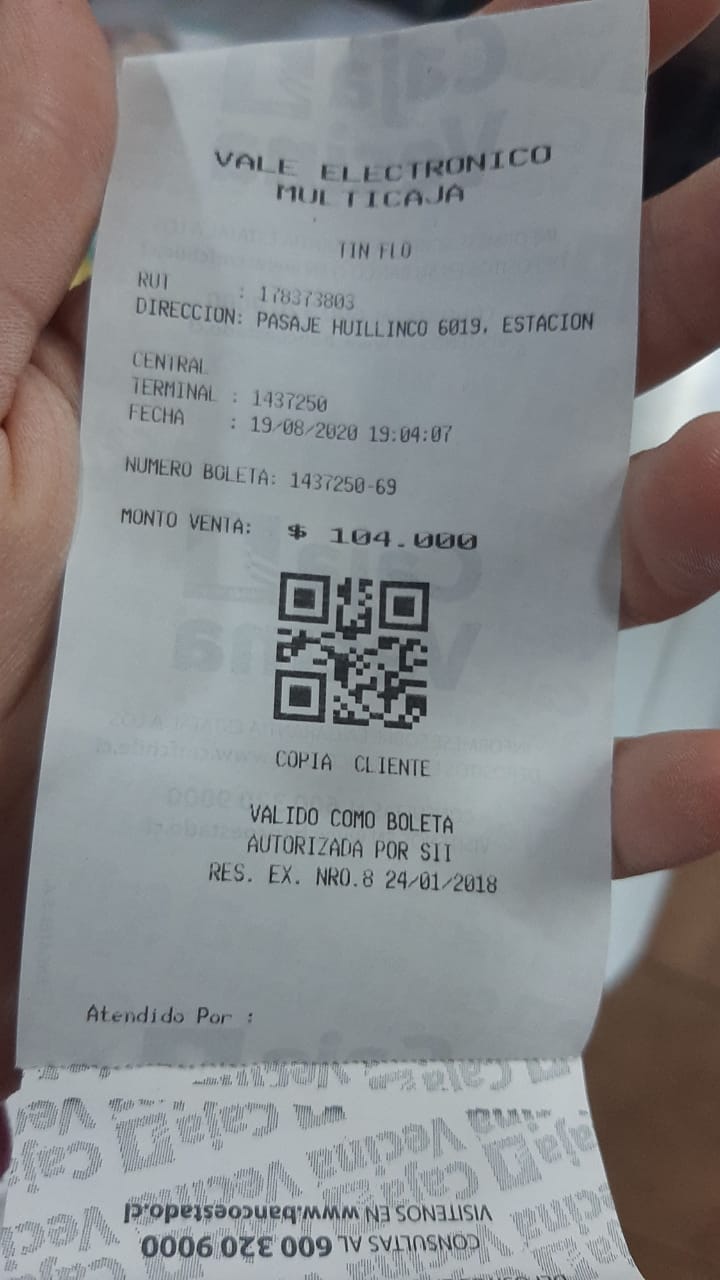 VALE ELECTRONICO
MULTICAJA
TIN FLO
RUT : 178373803
DIRECCION: PASAJE HUILLINCO 6019, ESTACION
CENTRAL
TERMINAL : 1437250
FECHA : 19/08/2020 19:04:07
NUMERO BOLETA: 1437250-69
MONTO VENTA: $ 104.000
COPIA CLIENTE
VALIDO COMO BOLETA
AUTORIZADA POR SII
RES. EX. NRO.8 24/01/2018
Atendido Por :
Caja Vecina
VISITENOS EN www.bancoestado.cl
CONSULTAS AL 600 320 9000